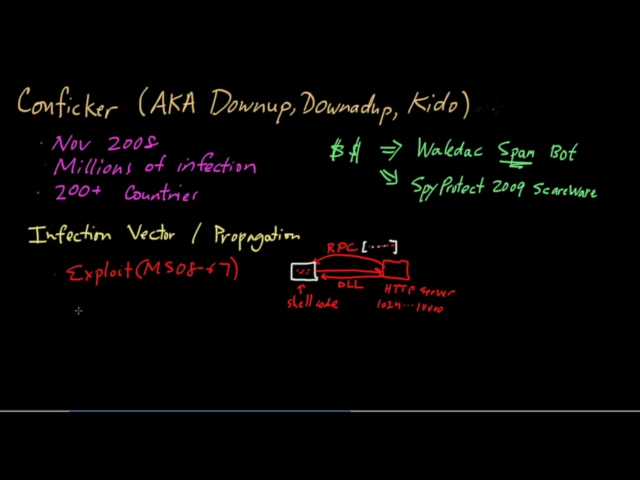 Conficker (AKA Downup, Downadup, Kido)
Nov 2008
Millions of infection
200+ Countries
$$ ⇒ Waledac Spam Bot
SpyProtect 2009 ScareWare
Infection Vector / Propagation
Exploit (MS08-67)
RPC [.....]
DLL
shell code
HTTP Server
1024...10000